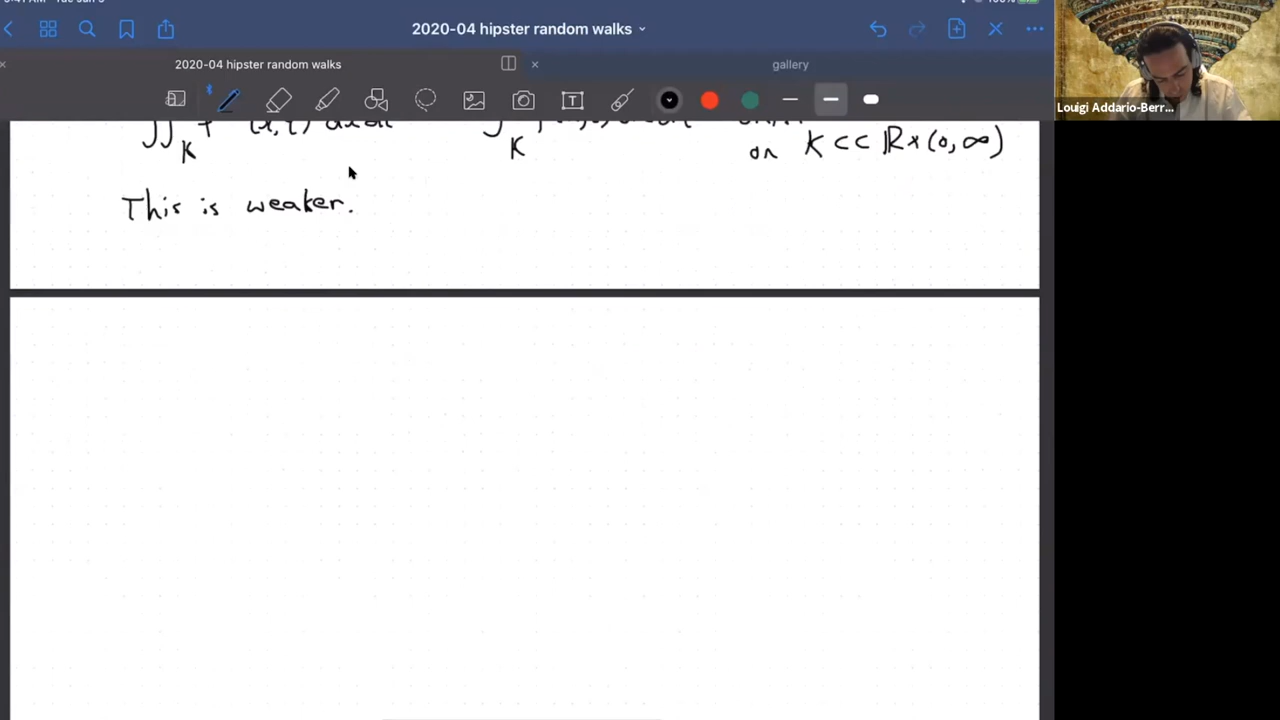 2020-04 hipster random walks
2020-04 hipster random walks
gallery
Louigi Addario-Berr...
K
K
on K ⊂⊂ ℝ×(0,∞)
This is weaker.